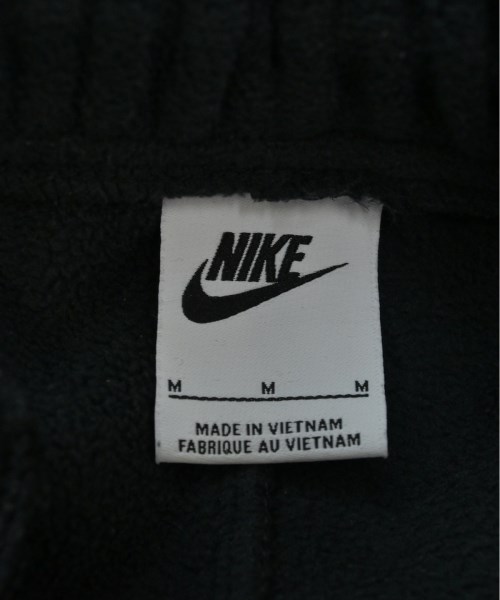 NIKE
M M M
MADE IN VIETNAM
FABRIQUE AU VIETNAM